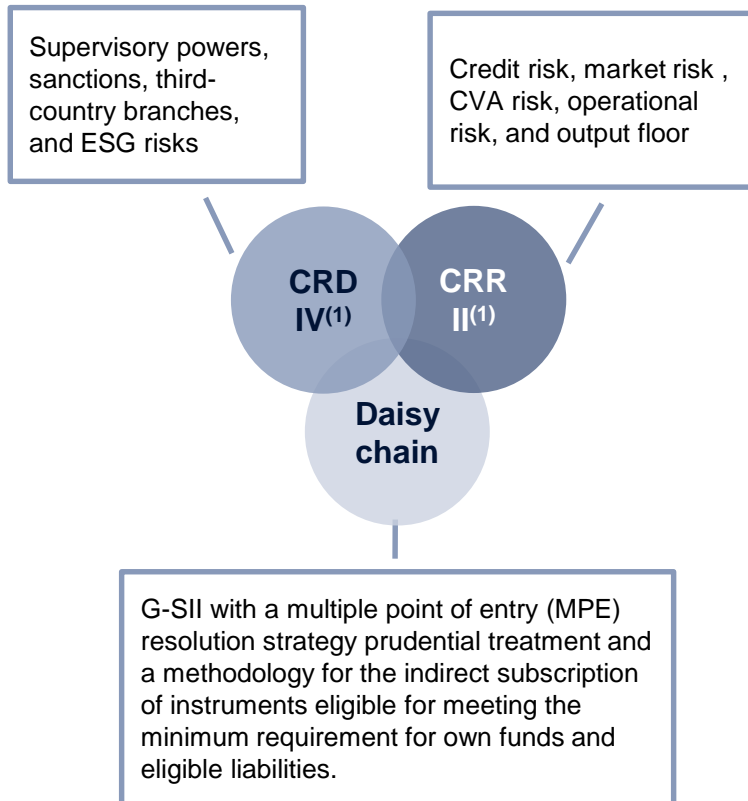 Supervisory powers,
sanctions, third-
country branches,
and ESG risks
Credit risk, market risk ,
CVA risk, operational
risk, and output floor
CRD
IV(1)
CRR
II(1)
Daisy
chain
G-SII with a multiple point of entry (MPE)
resolution strategy prudential treatment and
a methodology for the indirect subscription
of instruments eligible for meeting the
minimum requirement for own funds and
eligible liabilities.